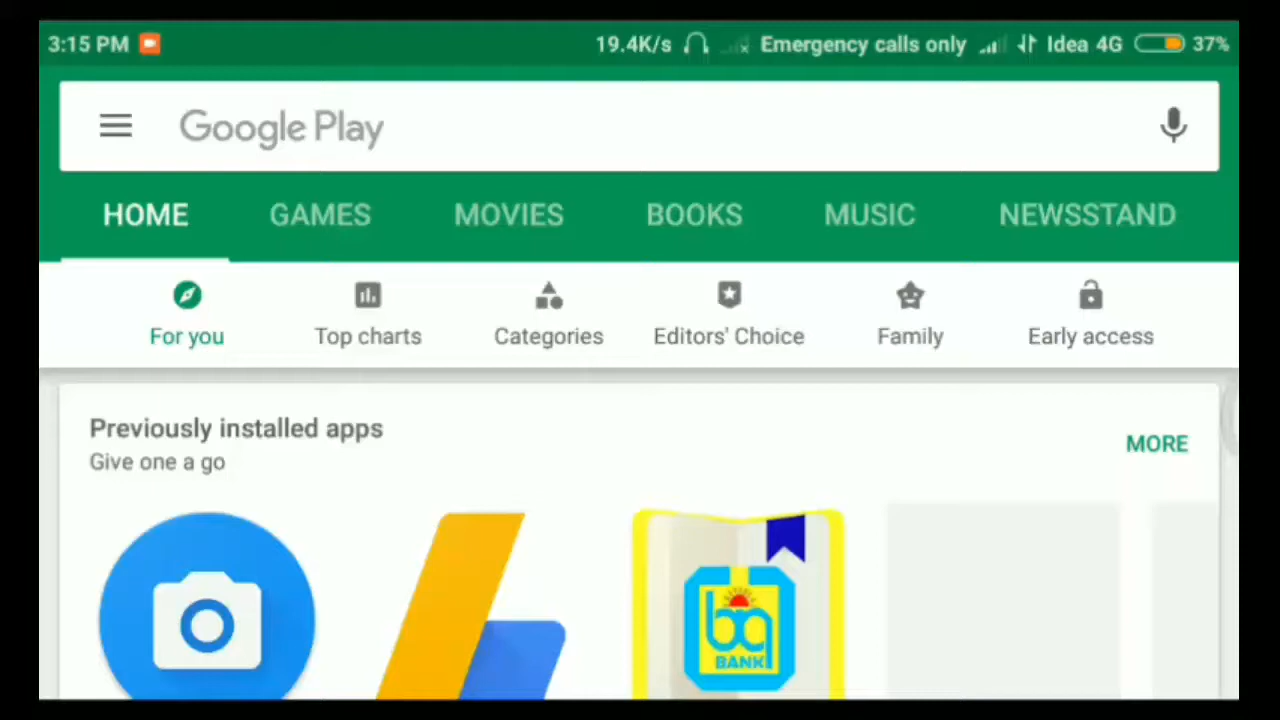 3:15 PM 19.4K/s Emergency calls only Idea 4G 37%
Google Play
HOME GAMES MOVIES BOOKS MUSIC NEWSSTAND
For you Top charts Categories Editors' Choice Family Early access
Previously installed apps
MORE
Give one a go
BANK